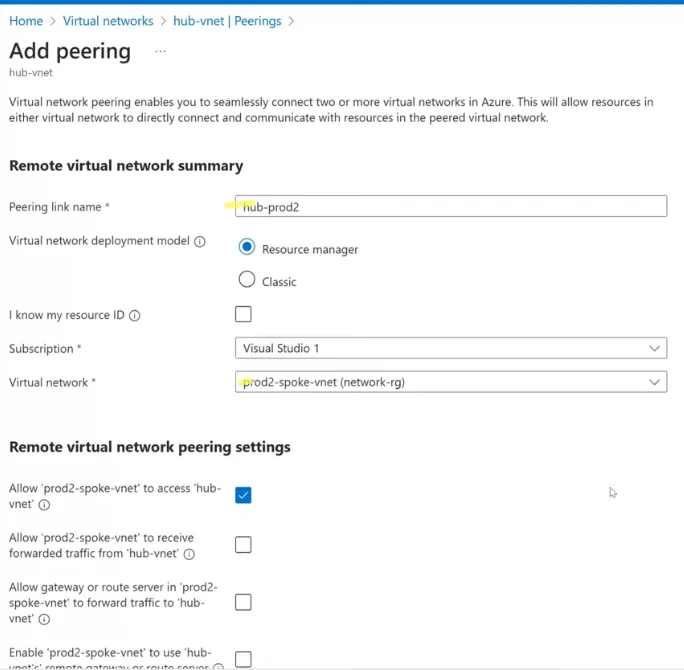 Home > Virtual networks > hub-vnet | Peerings >
Add peering ...
hub-vnet
Virtual network peering enables you to seamlessly connect two or more virtual networks in Azure. This will allow resources in
either virtual network to directly connect and communicate with resources in the peered virtual network.
Remote virtual network summary
Peering link name * hub-prod2
Virtual network deployment model Resource manager
Classic
I know my resource ID
Subscription * Visual Studio 1
Virtual network * prod2-spoke-vnet (network-rg)
Remote virtual network peering settings
Allow 'prod2-spoke-vnet' to access 'hub-
vnet'
Allow 'prod2-spoke-vnet' to receive
forwarded traffic from 'hub-vnet'
Allow gateway or route server in 'prod2-
spoke-vnet' to forward traffic to 'hub-
vnet'
Enable 'prod2-spoke-vnet' to use 'hub-
vnet's' remote gateway or route server